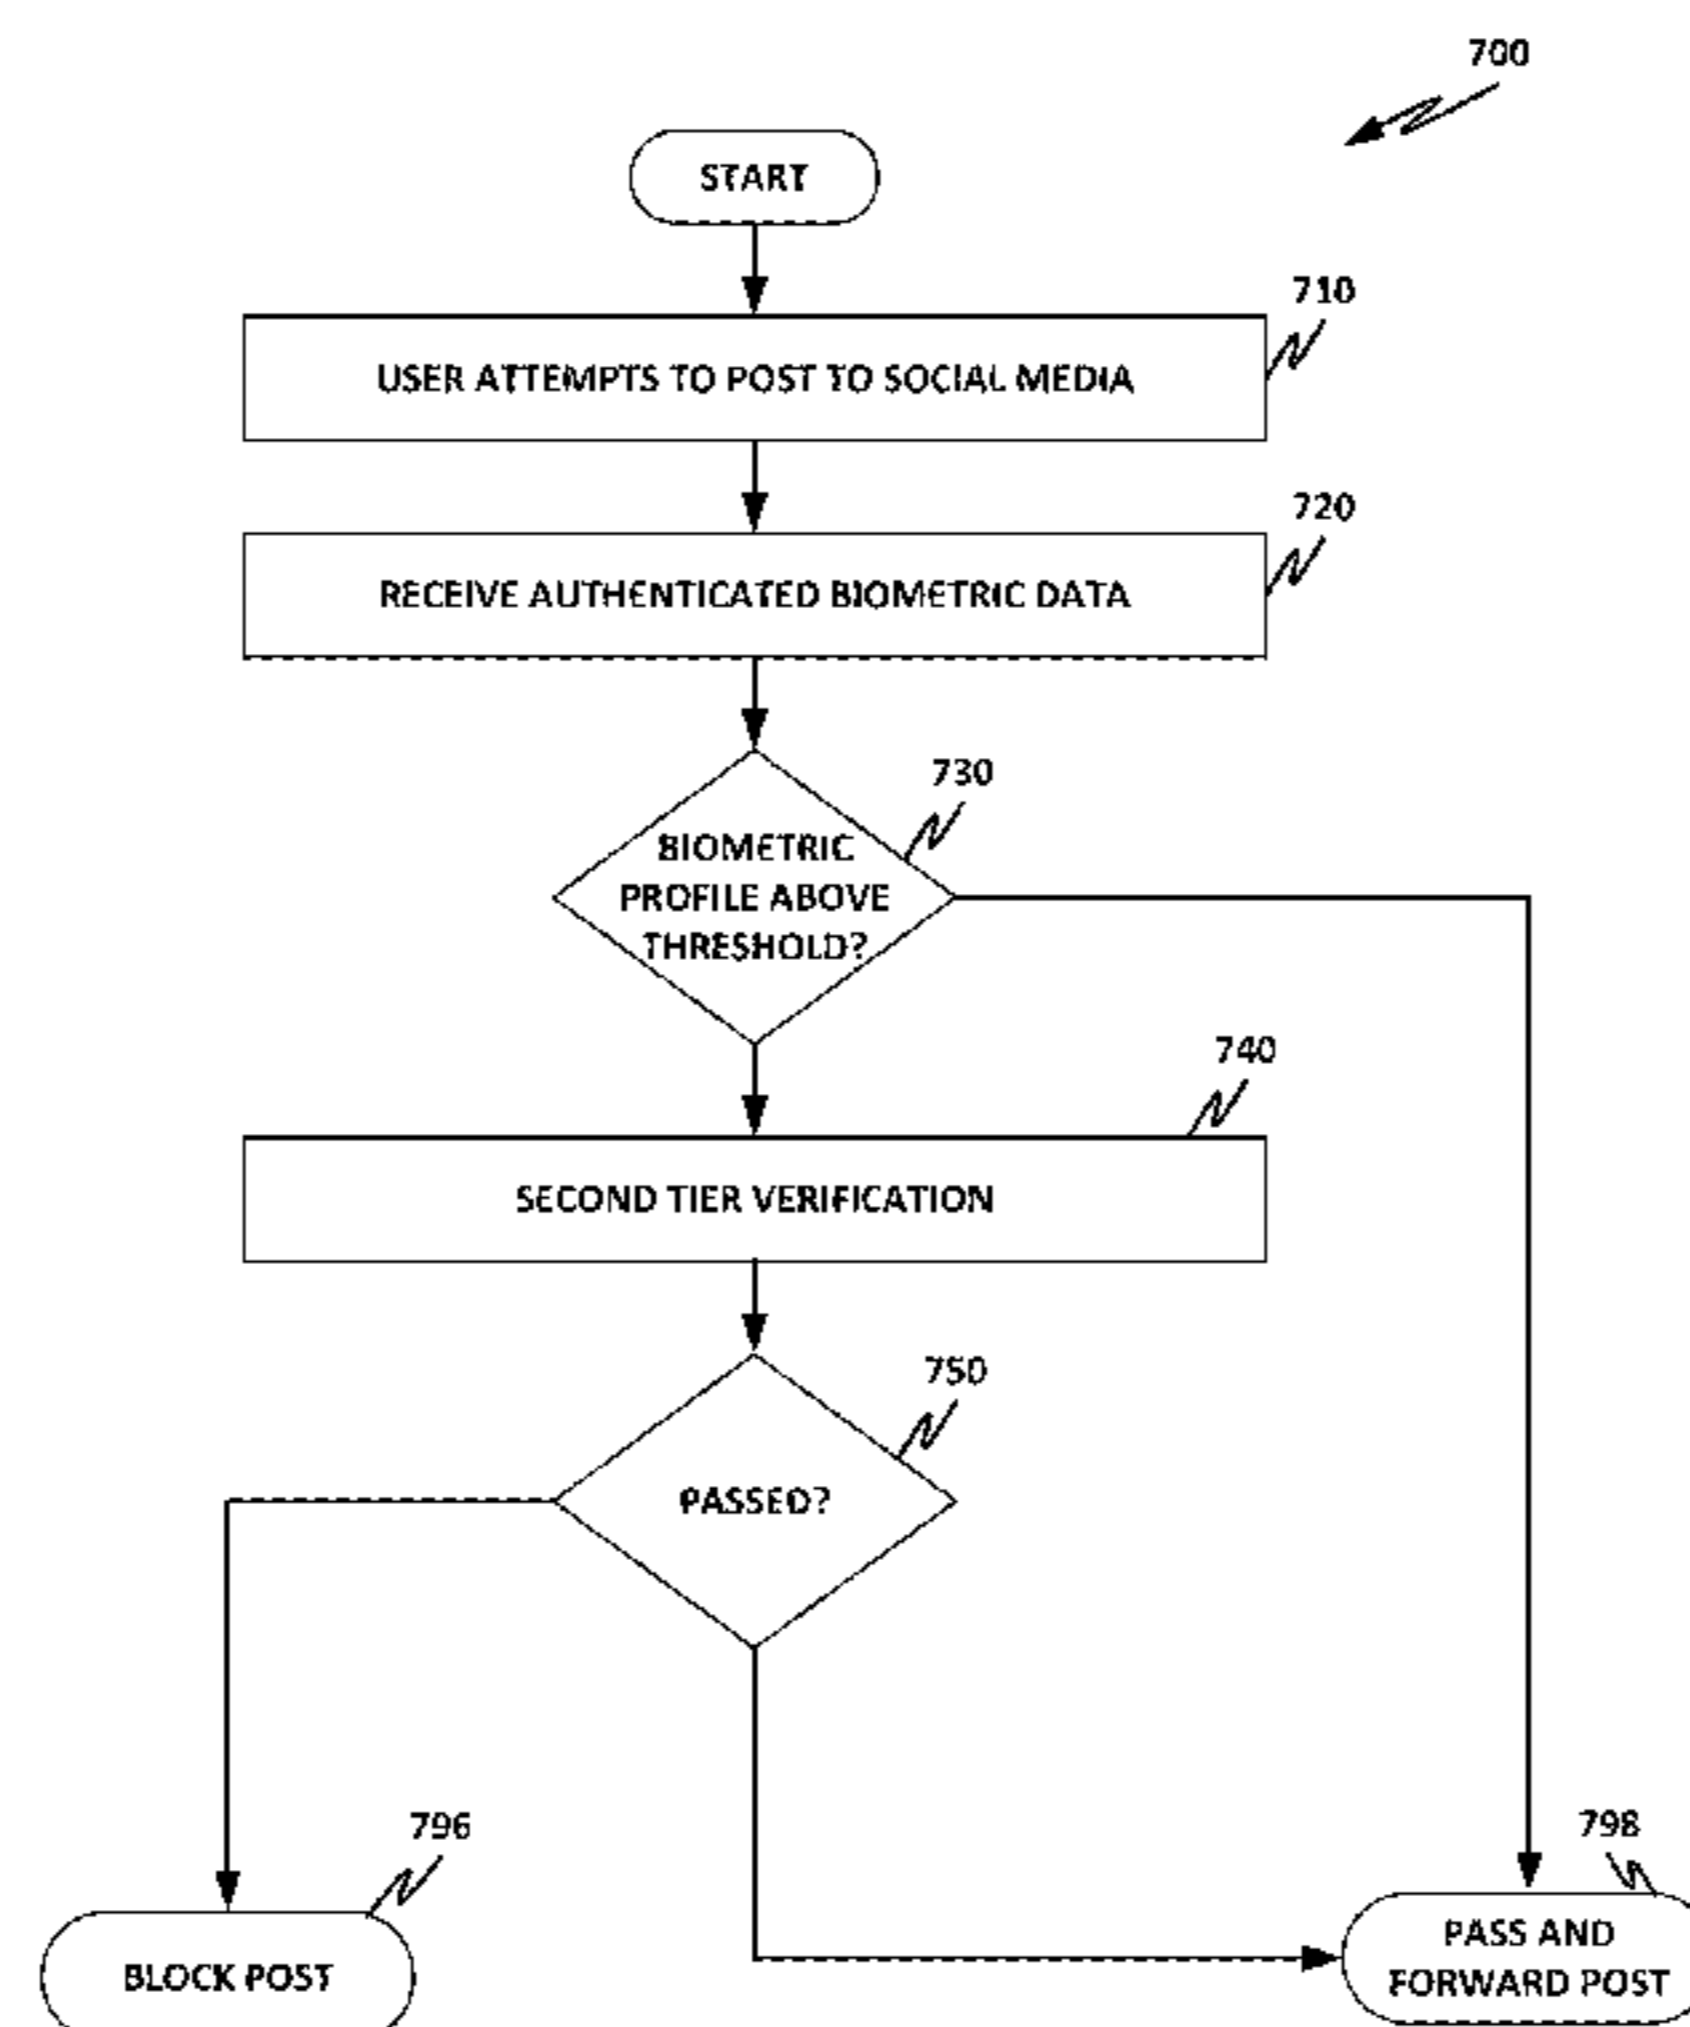 700
START
710
USER ATTEMPTS TO POST TO SOCIAL MEDIA
720
RECEIVE AUTHENTICATED BIOMETRIC DATA
730
BIOMETRIC
PROFILE ABOVE
THRESHOLD?
740
SECOND TIER VERIFICATION
750
PASSED?
796
BLOCK POST
798
PASS AND
FORWARD POST